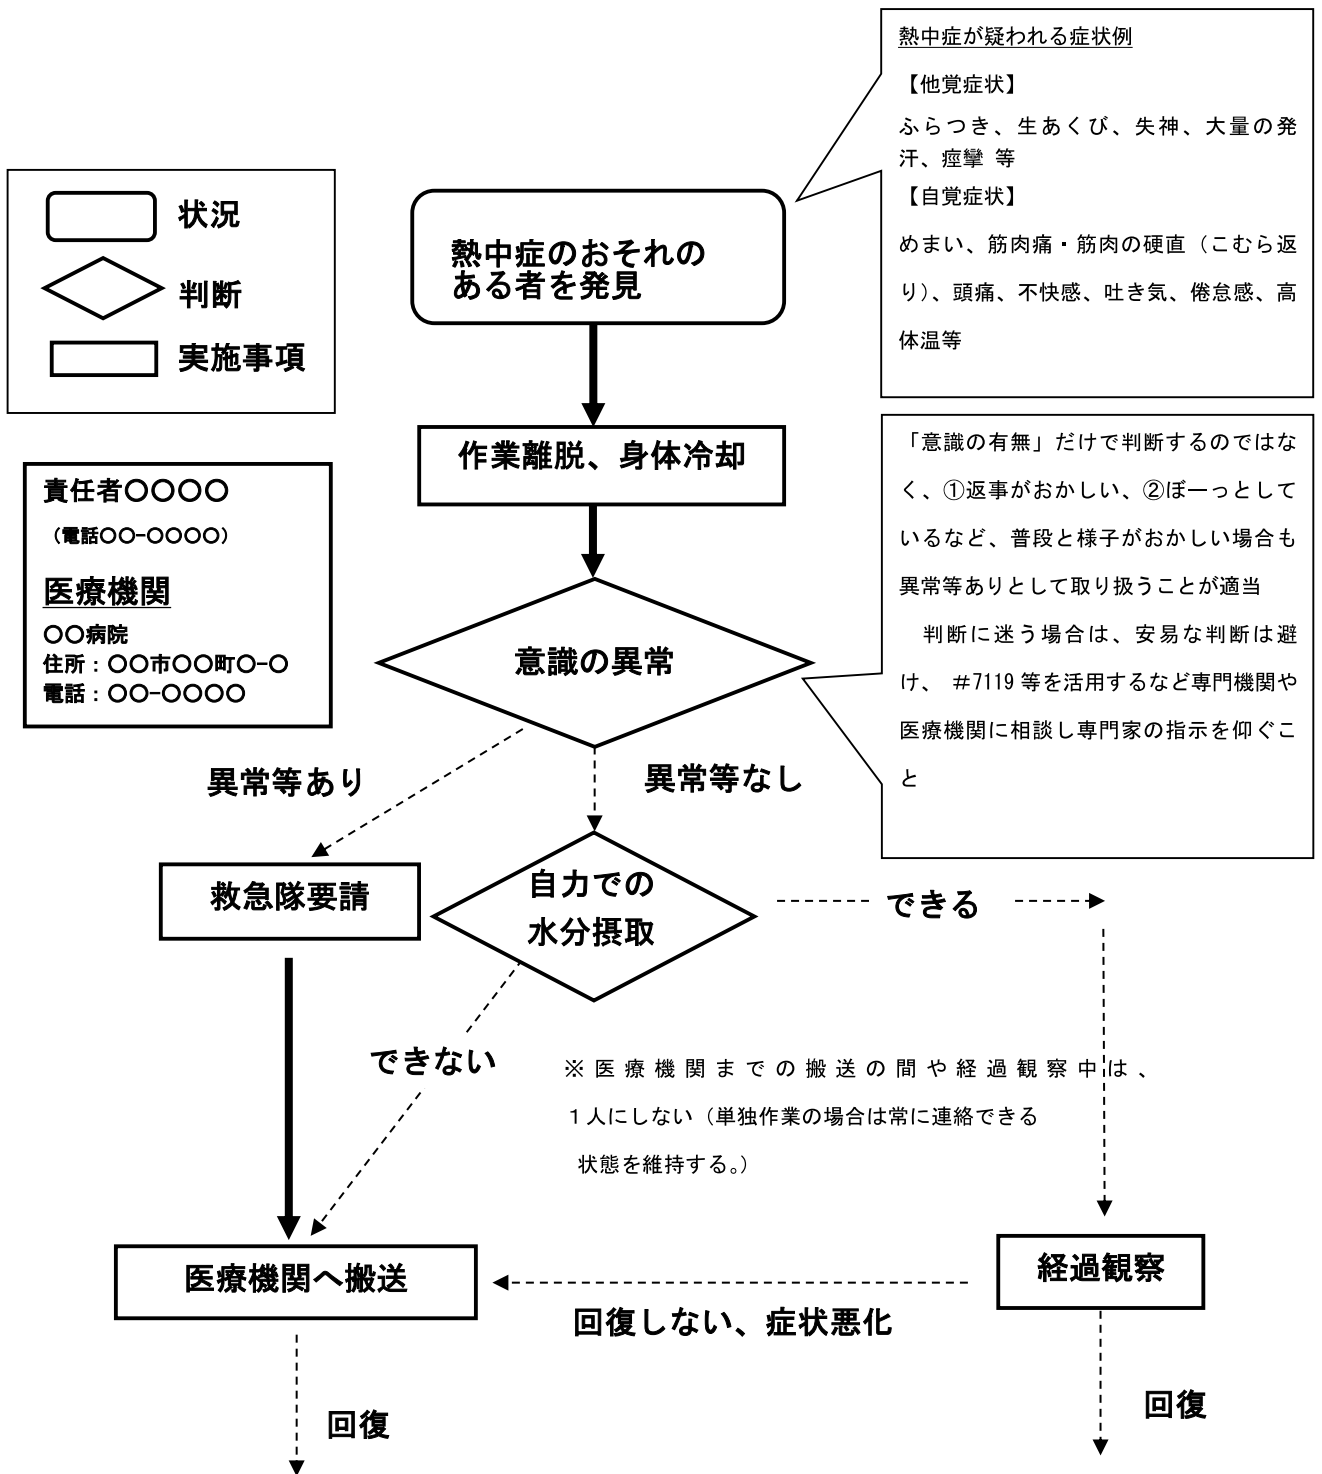 熱中症が疑われる症状例
【他覚症状】
ふらつき、生あくび、失神、大量の発
汗、痙攣 等
【自覚症状】
めまい、筋肉痛・筋肉の硬直（こむら返
り）、頭痛、不快感、吐き気、倦怠感、高
体温等
状況
判断
実施事項
熱中症のおそれの
ある者を発見
作業離脱、身体冷却
責任者〇〇〇〇
（電話〇〇-〇〇〇〇）
医療機関
〇〇病院
住所：〇〇市〇〇町〇-〇
電話：〇〇-〇〇〇〇
「意識の有無」だけで判断するのではな
く、①返事がおかしい、②ぼーっとして
いるなど、普段と様子がおかしい場合も
異常等ありとして取り扱うことが適当
判断に迷う場合は、安易な判断は避
け、 ＃7119 等を活用するなど専門機関や
医療機関に相談し専門家の指示を仰ぐこ
と
意識の異常
異常等あり
異常等なし
救急隊要請
自力での
水分摂取
できる
できない
※医療機関までの搬送の間や経過観察中は、
１人にしない（単独作業の場合は常に連絡できる
状態を維持する。）
医療機関へ搬送
経過観察
回復しない、症状悪化
回復
回復